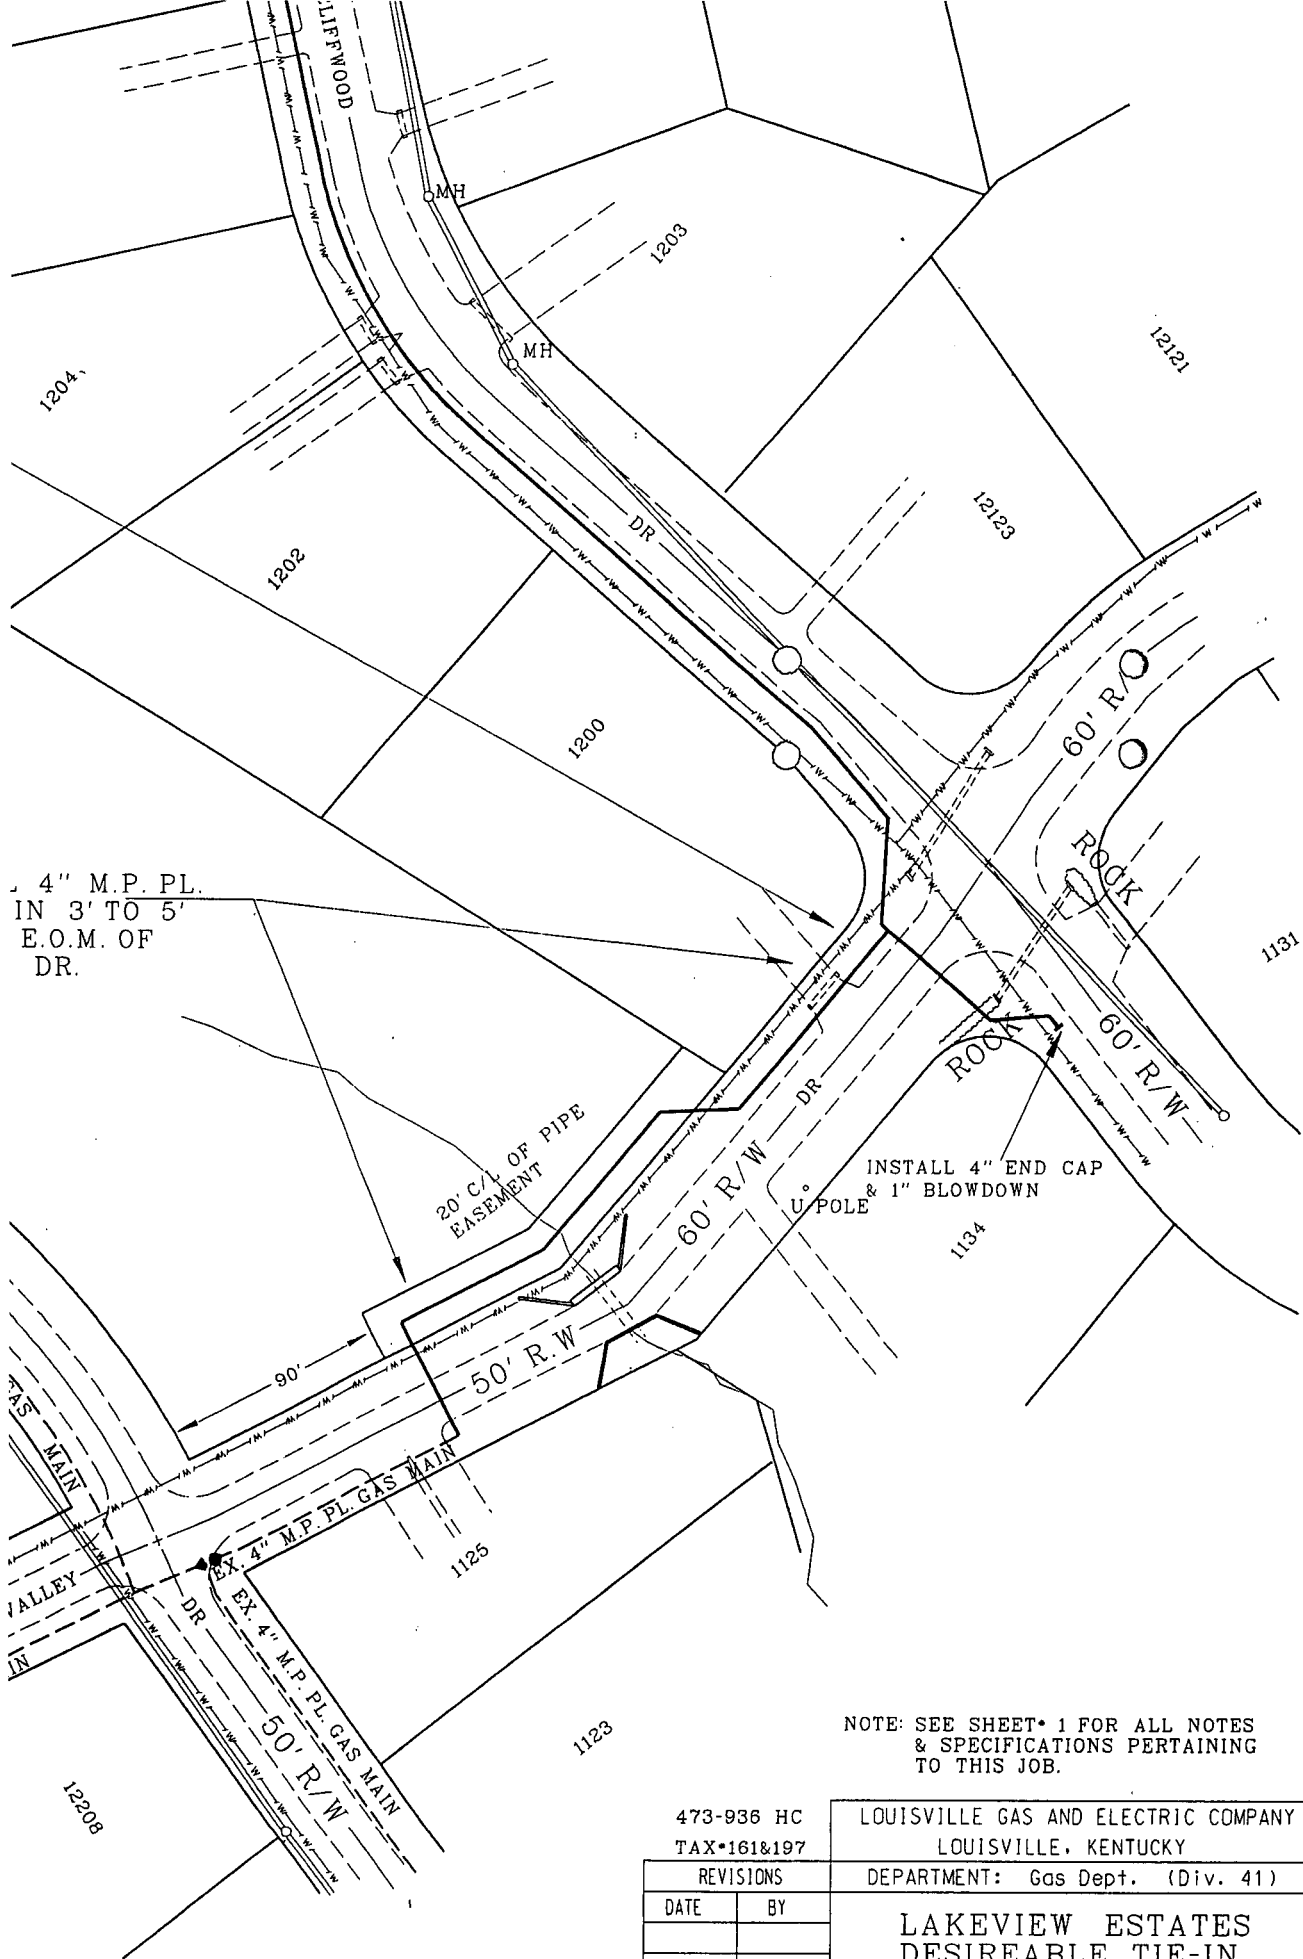 CLIFFWOOD
MH
1203
MH
12121
1204
12123
DR
1202
60' R/
1200
ROCK
4" M.P. PL.
IN 3' TO 5'
E.O.M. OF
DR.
1131
60' R/W
ROCK
DR
20' C/L OF PIPE
EASEMENT
INSTALL 4" END CAP
& 1" BLOWDOWN
U/POLE
60' R/W
1134
90'
50' R.W
GAS MAIN
EX. 4" M.P. PL. GAS MAIN
1125
VALLEY
DR
IN
EX. 4" M.P. PL. GAS MAIN
50' R/W
1123
12208
NOTE: SEE SHEET• 1 FOR ALL NOTES
& SPECIFICATIONS PERTAINING
TO THIS JOB.
473-936 HC
TAX•161&197
LOUISVILLE GAS AND ELECTRIC COMPANY
LOUISVILLE, KENTUCKY
REVISIONS
DEPARTMENT: Gas Dept. (Div. 41)
DATE BY
LAKEVIEW ESTATES
DESIREABLE TIE-IN